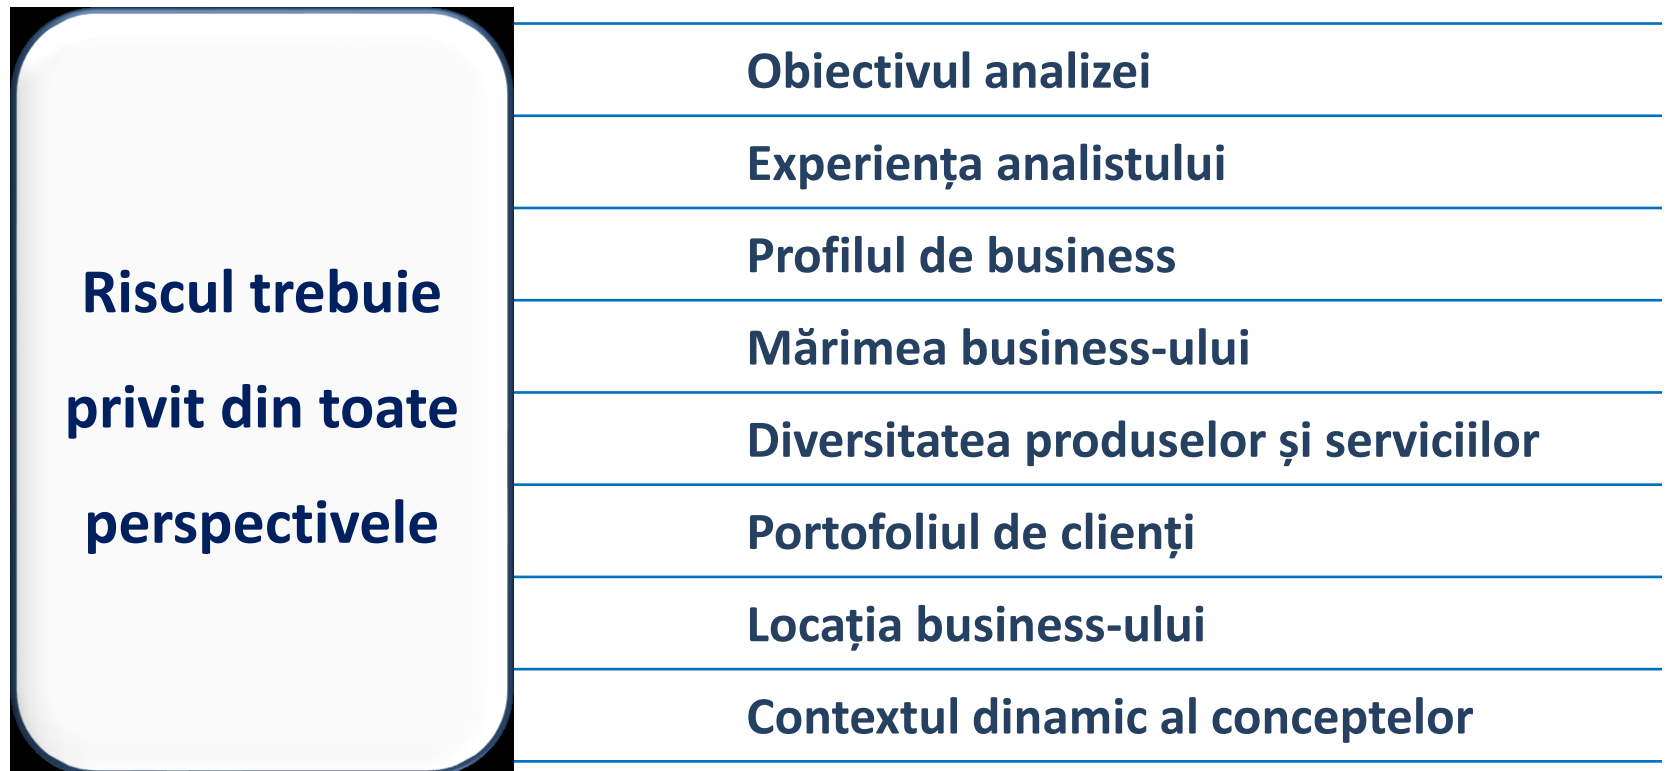 Riscul trebuie
privit din toate
perspectivele
Obiectivul analizei
Experiența analistului
Profilul de business
Mărimea business-ului
Diversitatea produselor și serviciilor
Portofoliul de clienți
Locația business-ului
Contextul dinamic al conceptelor